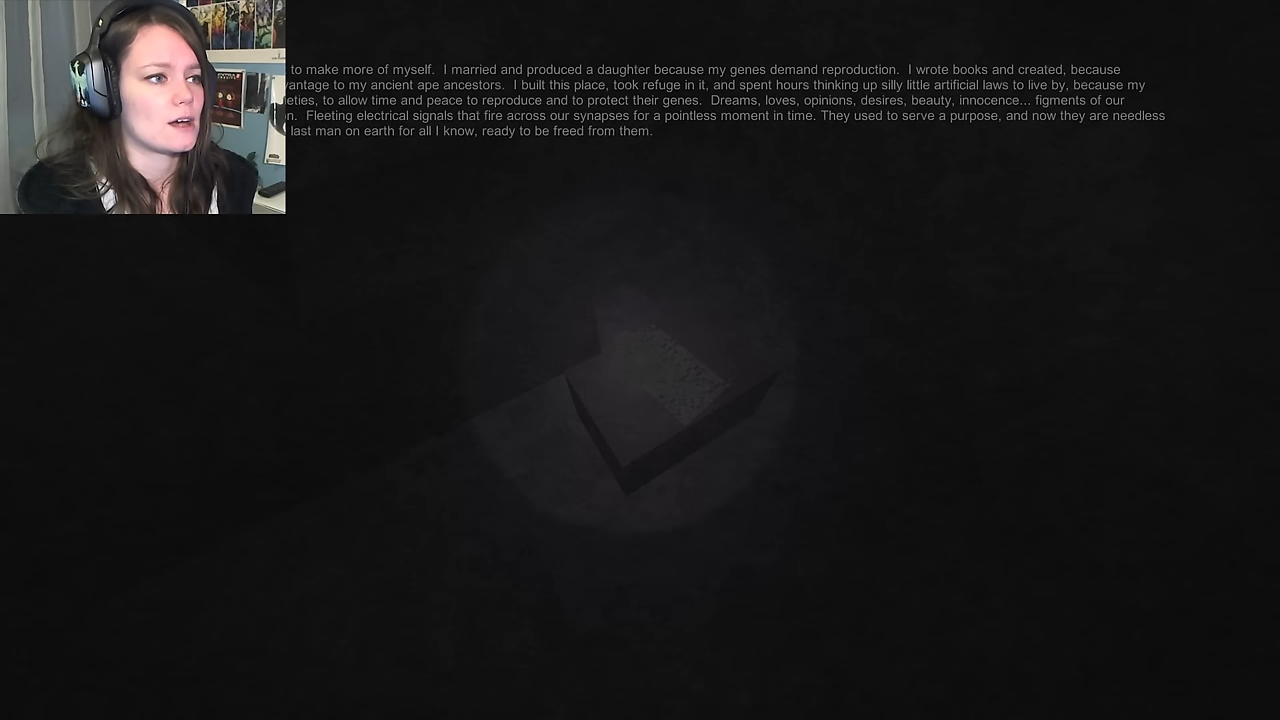 to make more of myself.  I married and produced a daughter because my genes demand reproduction.  I wrote books and created, because
to my ancient ape ancestors.  I built this place, took refuge in it, and spent hours thinking up silly little artificial laws to live by, because my
to allow time and peace to reproduce and to protect their genes.  Dreams, loves, opinions, desires, beauty, innocence... figments of our
Fleeting electrical signals that fire across our synapses for a pointless moment in time. They used to serve a purpose, and now they are needless
last man on earth for all I know, ready to be freed from them.